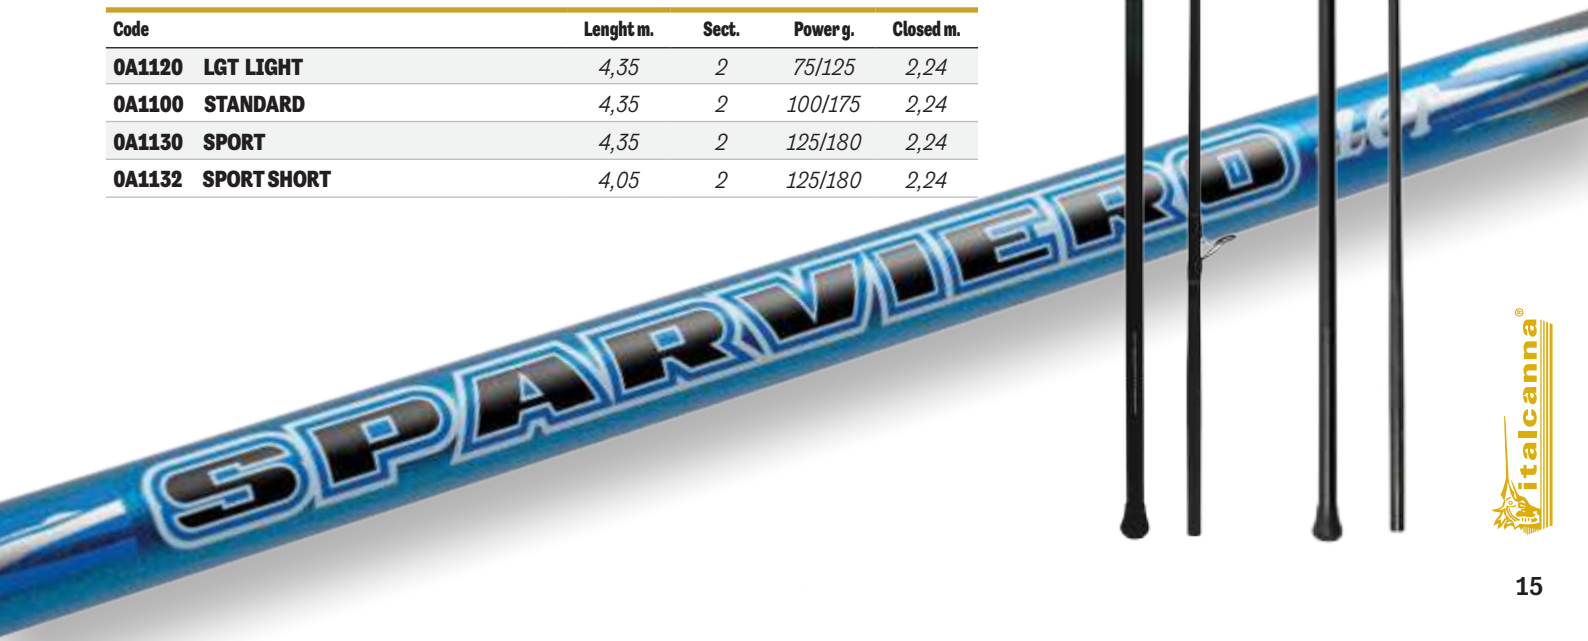 Code Lenght m. Sect. Power g. Closed m.
0A1120 LGT LIGHT 4,35 2 75/125 2,24
0A1100 STANDARD 4,35 2 100/175 2,24
0A1130 SPORT 4,35 2 125/180 2,24
0A1132 SPORT SHORT 4,05 2 125/180 2,24
SPARVIERO LGT
italcanna®
15